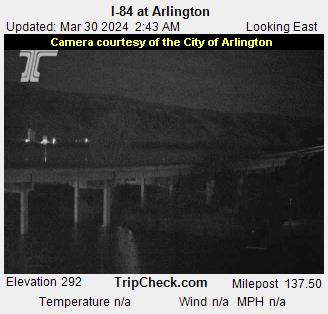 I-84 at Arlington
Updated: Mar 30 2024 2:43 AM Looking East
Camera courtesy of the City of Arlington
Elevation 292 TripCheck.com Milepost 137.50
Temperature n/a Wind n/a MPH n/a